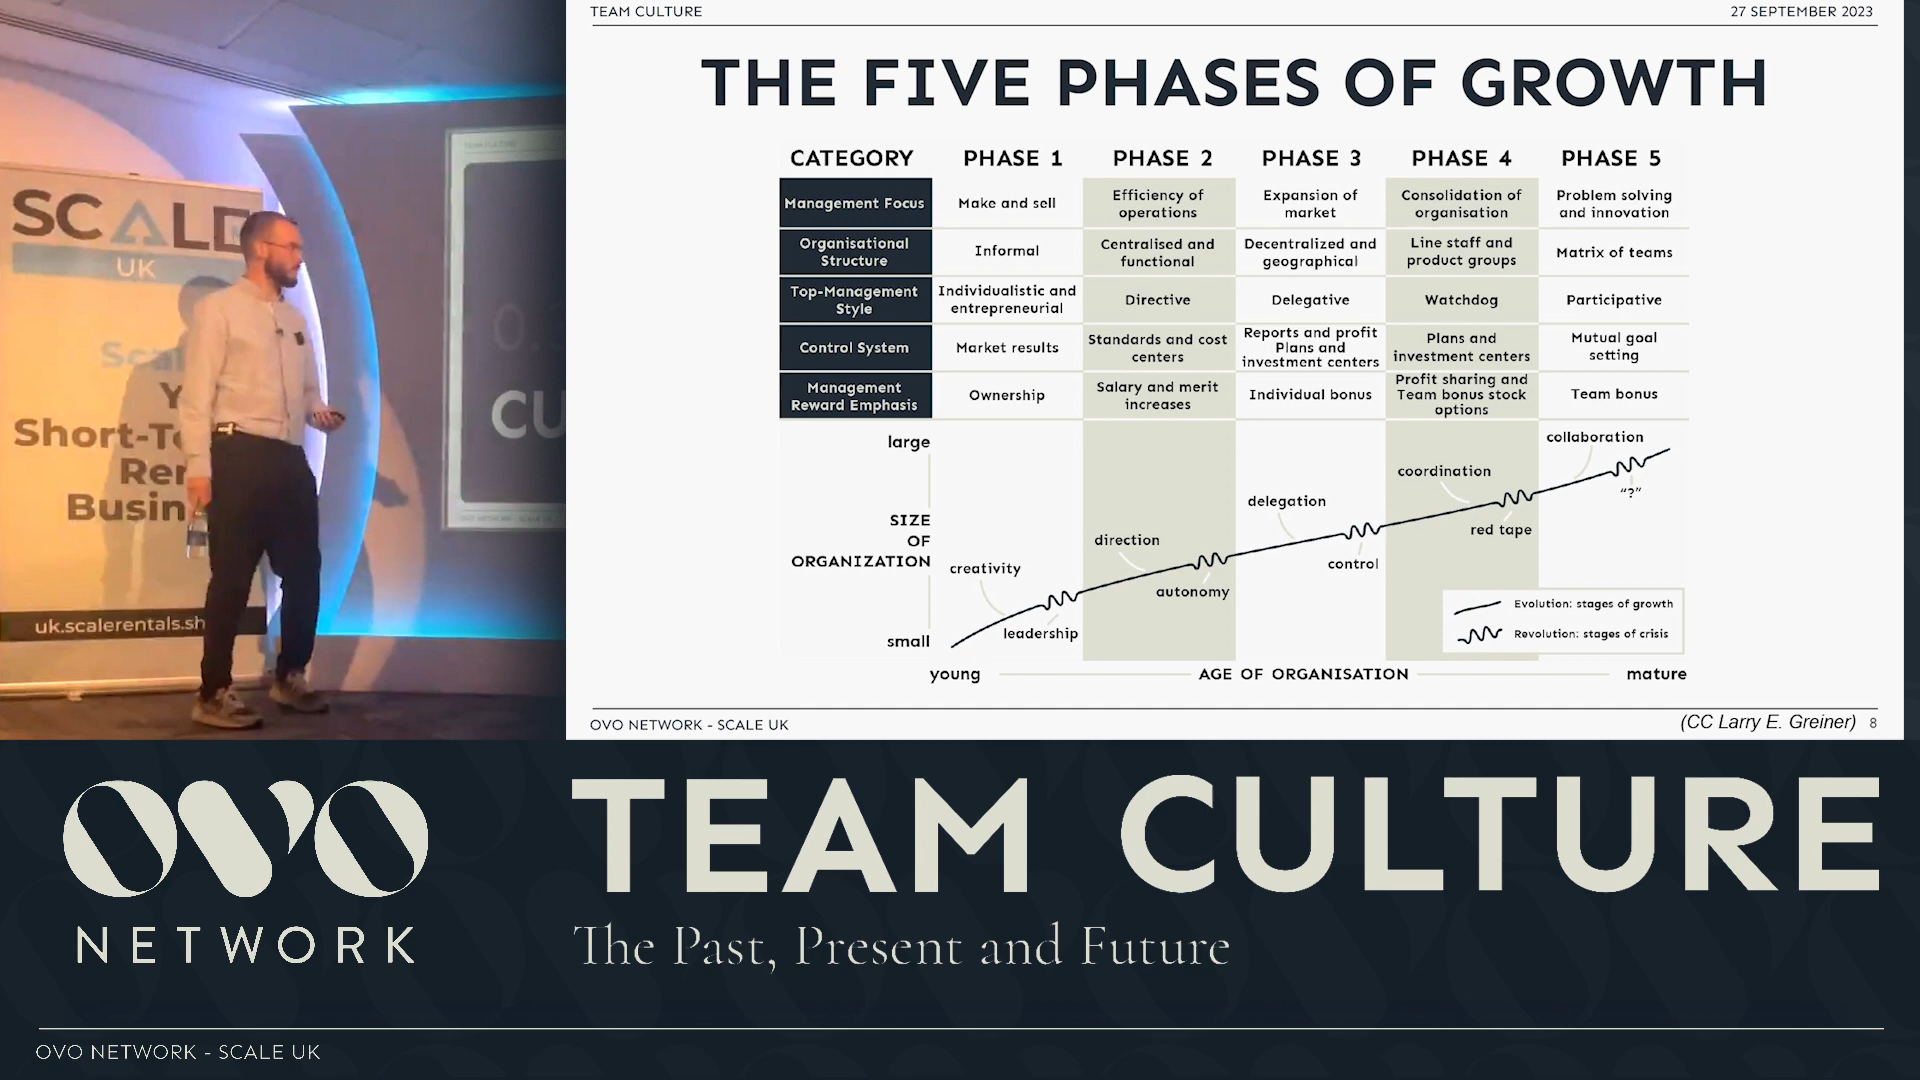 SCALE
UK
Scal
Y
Short-Te
Ren
Busin
uk.scalerentals.sh
0.
CU
TEAM CULTURE
27 SEPTEMBER 2023
THE FIVE PHASES OF GROWTH
CATEGORY PHASE 1 PHASE 2 PHASE 3 PHASE 4 PHASE 5
Management Focus
Make and sell
Efficiency of
operations
Expansion of
market
Consolidation of
organisation
Problem solving
and innovation
Organisational
Structure
Informal
Centralised and
functional
Decentralized and
geographical
Line staff and
product groups
Matrix of teams
Top-Management
Style
Individualistic and
entrepreneurial
Directive
Delegative
Watchdog
Participative
Control System
Market results
Standards and cost
centers
Reports and profit
Plans and
investment centers
Plans and
investment centers
Mutual goal
setting
Management
Reward Emphasis
Ownership
Salary and merit
increases
Individual bonus
Profit sharing and
Team bonus stock
options
Team bonus
large
SIZE
OF
ORGANIZATION
small
creativity
leadership
direction
autonomy
delegation
control
coordination
red tape
collaboration
“?”
Evolution: stages of growth
Revolution: stages of crisis
young
AGE OF ORGANISATION
mature
OVO NETWORK - SCALE UK
(CC Larry E. Greiner) 8
OVO
NETWORK
TEAM CULTURE
The Past, Present and Future
OVO NETWORK - SCALE UK